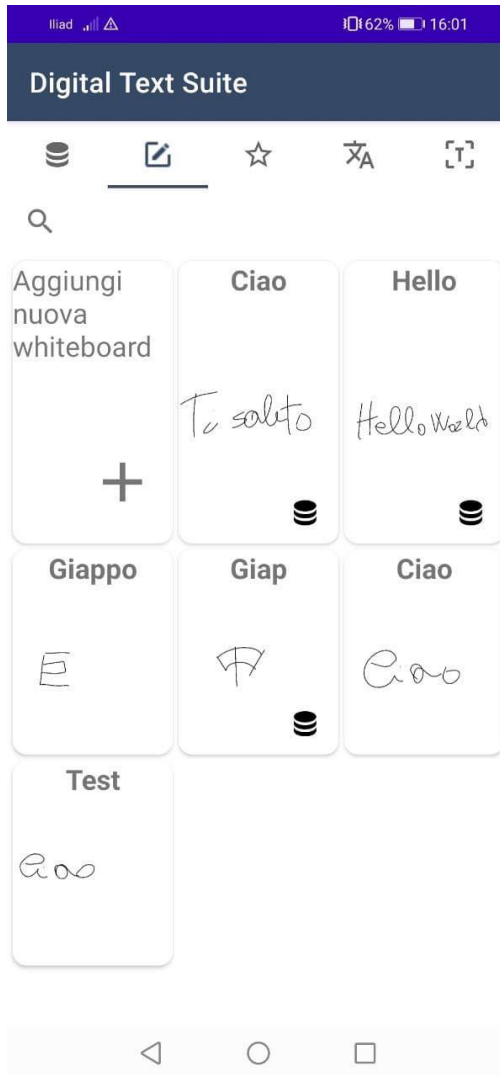 Iliad 62% 16:01
Digital Text Suite
Aggiungi
nuova
whiteboard
Ciao
Ti saluto
Hello
Hello World
Giappo
Giap
Ciao
Ciao
Test
Ciao